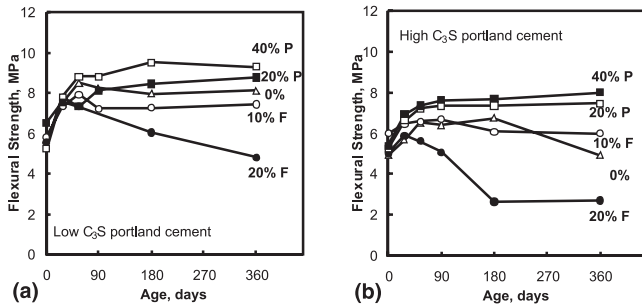 12
10
8
6
4
2
0
Flexural Strength, MPa
40% P
20% P
0%
10% F
20% F
Low C₃S portland cement
0 90 180 270 360
(a) Age, days
12
10
8
6
4
2
0
Flexural Strength, MPa
High C₃S portland cement
40% P
20% P
10% F
0%
20% F
0 90 180 270 360
(b) Age, days